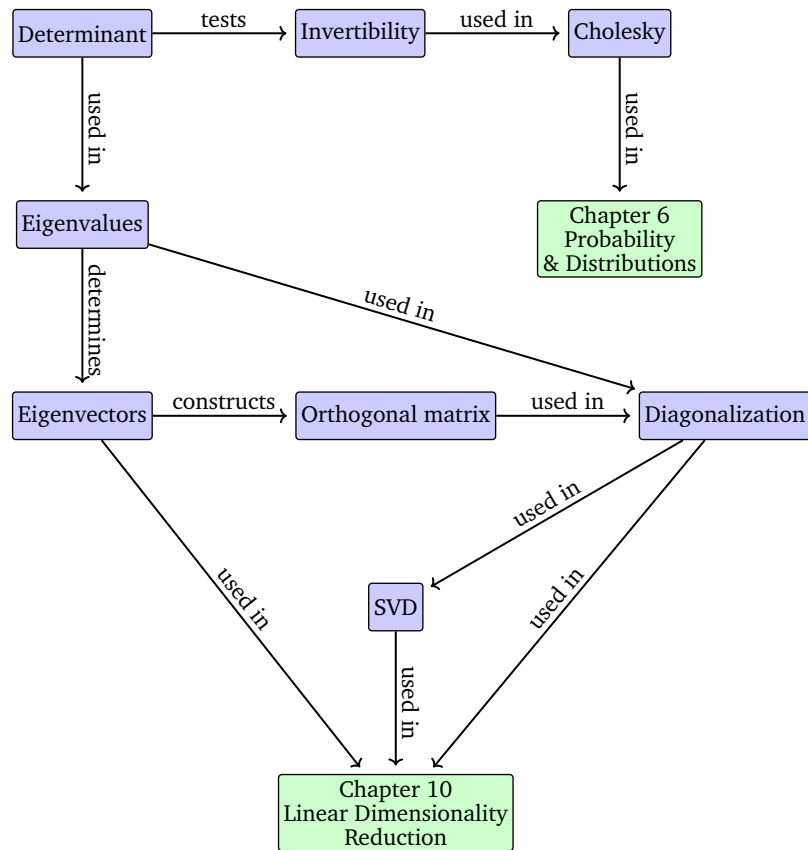 Determinant
tests
Invertibility
used in
Cholesky
used in
used in
Eigenvalues
Chapter 6
Probability
& Distributions
determines
used in
Eigenvectors
constructs
Orthogonal matrix
used in
Diagonalization
used in
used in
used in
SVD
used in
Chapter 10
Linear Dimensionality
Reduction